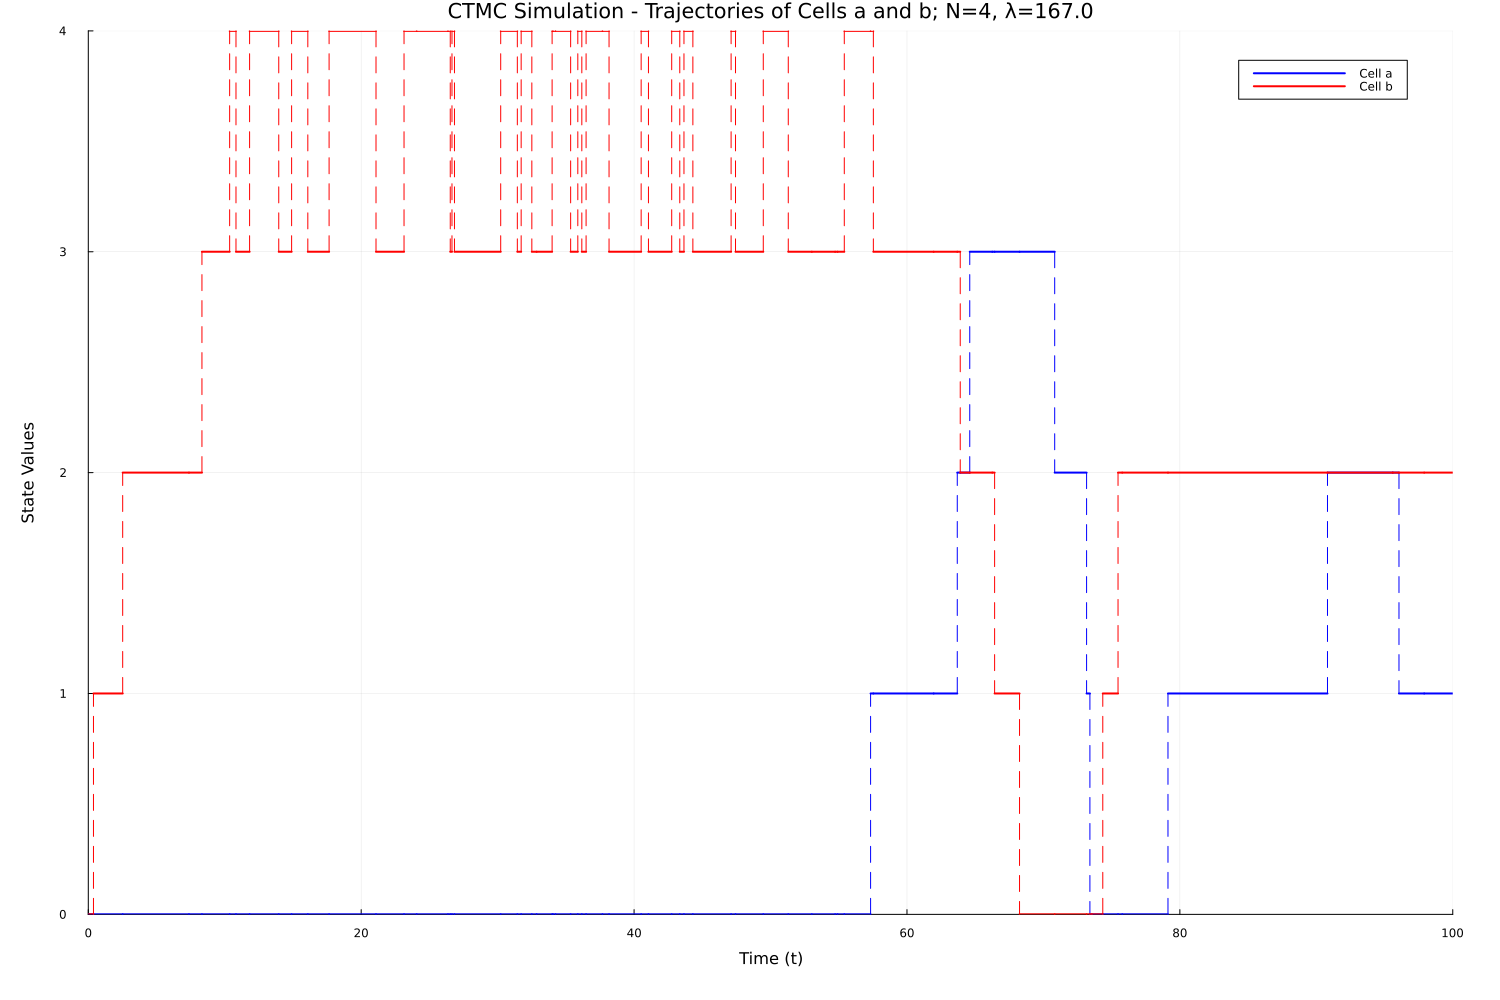 CTMC Simulation - Trajectories of Cells a and b; N=4, λ=167.0
4
3
2
1
0
State Values
Cell a
Cell b
0 20 40 60 80 100
Time (t)